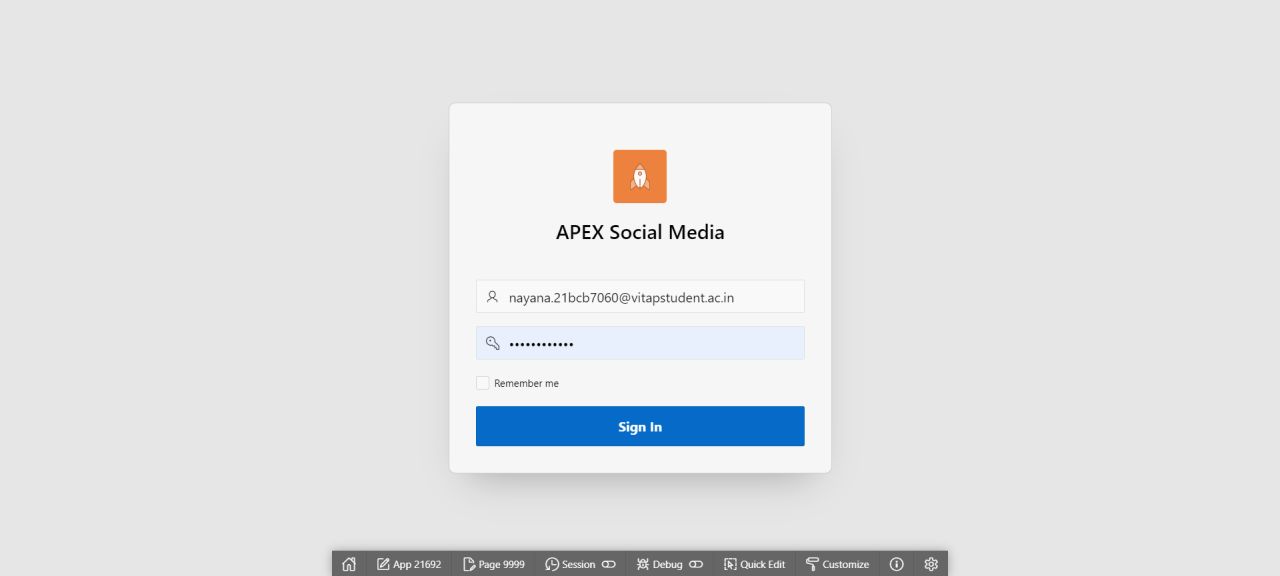 APEX Social Media
nayana.21bcb7060@vitapstudent.ac.in
••••••••••••
Remember me
Sign In
App 21692 Page 9999 Session Debug Quick Edit Customize